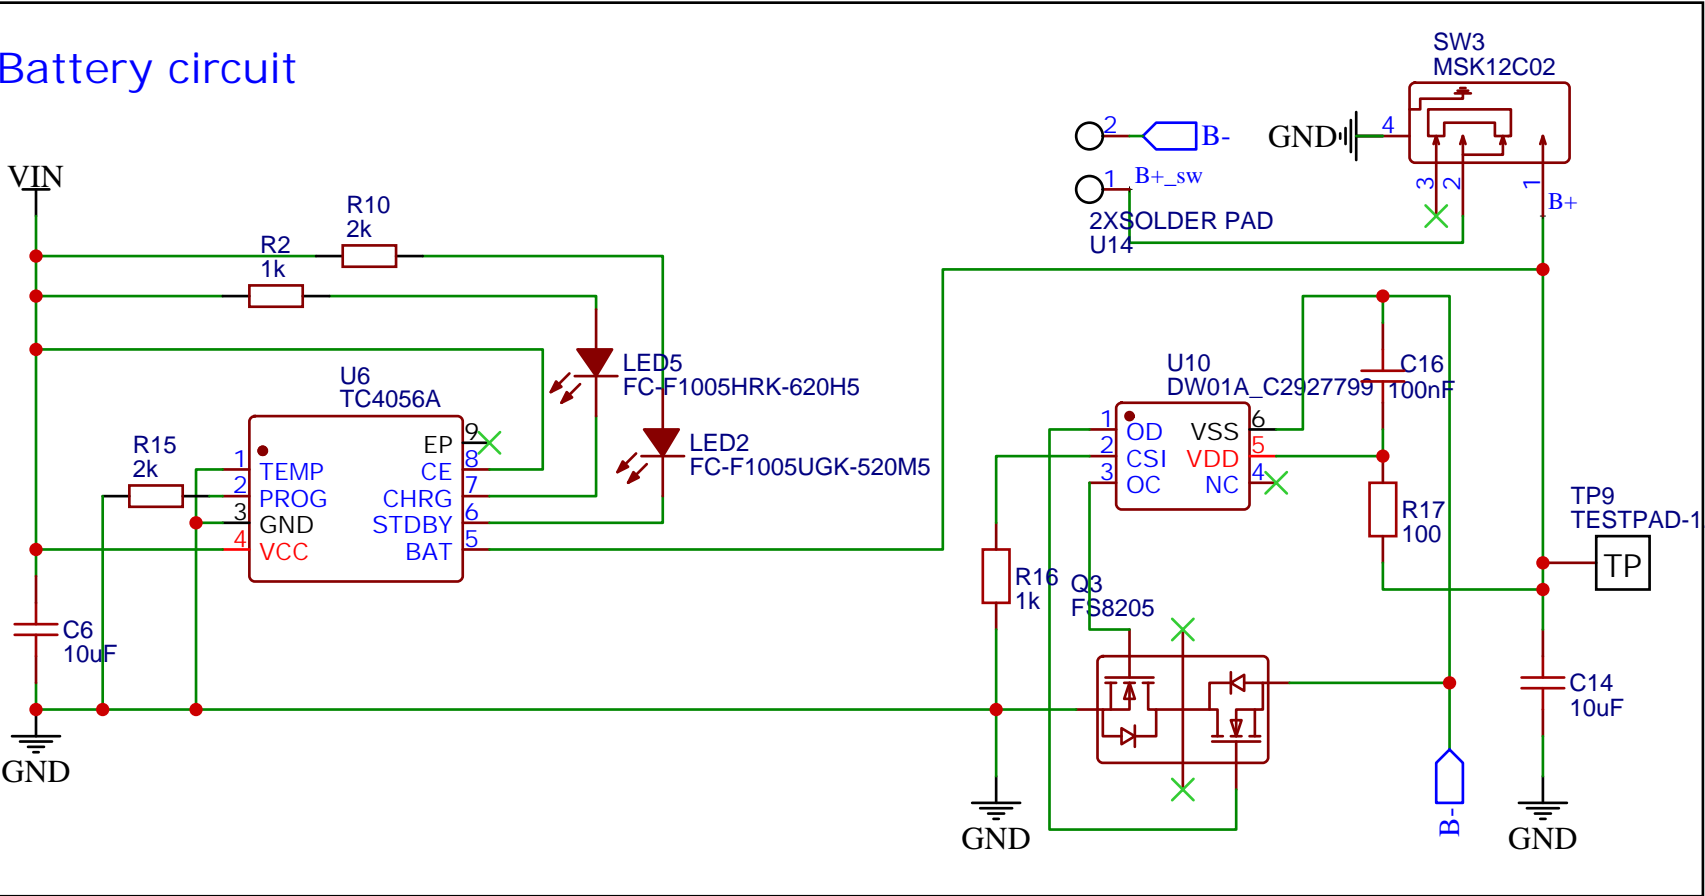 Battery circuit
SW3
MSK12C02
GND
4
3
2
1
B+
2
B-
1
B+_sw
2XSOLDER PAD
U14
VIN
R10
2k
R2
1k
LED5
FC-F1005HRK-620H5
LED2
FC-F1005UGK-520M5
U6
TC4056A
R15
2k
1 TEMP
2 PROG
3 GND
4 VCC
EP 9
CE 8
CHRG 7
STDBY 6
BAT 5
C6
10uF
GND
U10
DW01A_C2927799
1 OD
2 CSI
3 OC
VSS 6
VDD 5
NC 4
C16
100nF
R17
100
TP9
TESTPAD-1
TP
R16
1k
Q3
FS8205
C14
10uF
GND
B-
GND